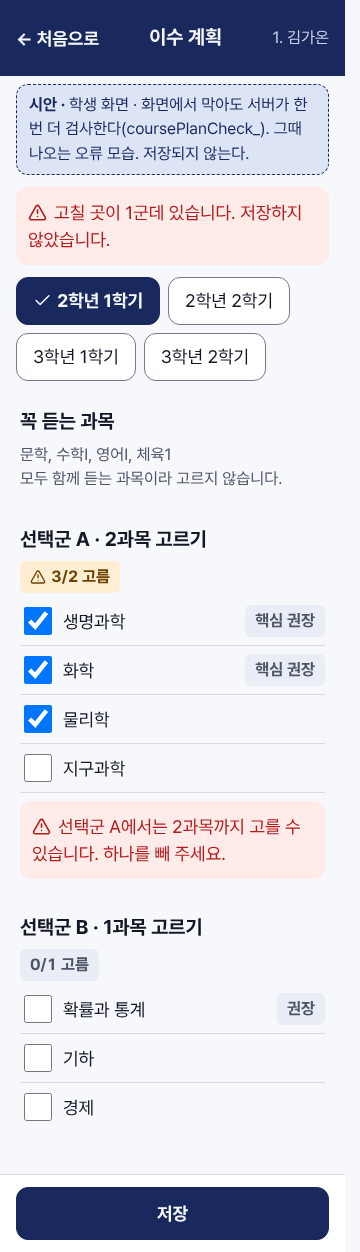 ← 처음으로
이수 계획
1. 김가온
시안 · 학생 화면 · 화면에서 막아도 서버가 한
번 더 검사한다(coursePlanCheck_). 그때
나오는 오류 모습. 저장되지 않는다.
고칠 곳이 1군데 있습니다. 저장하지
않았습니다.
2학년 1학기
2학년 2학기
3학년 1학기
3학년 2학기
꼭 듣는 과목
문학, 수학Ⅰ, 영어Ⅰ, 체육1
모두 함께 듣는 과목이라 고르지 않습니다.
선택군 A · 2과목 고르기
3/2 고름
생명과학
핵심 권장
화학
핵심 권장
물리학
지구과학
선택군 A에서는 2과목까지 고를 수
있습니다. 하나를 빼 주세요.
선택군 B · 1과목 고르기
0/1 고름
확률과 통계
권장
기하
경제
저장